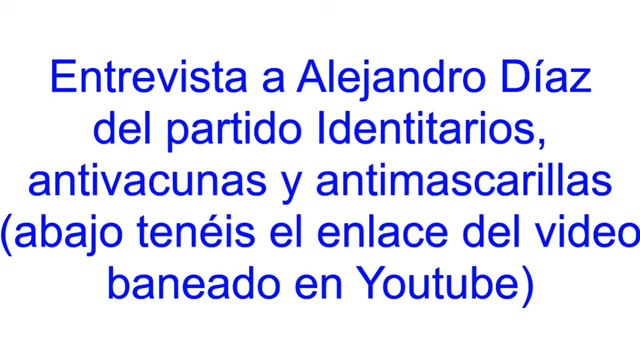 Entrevista a Alejandro Díaz
del partido Identitarios,
antivacunas y antimascarillas
(abajo tenéis el enlace del video
baneado en Youtube)